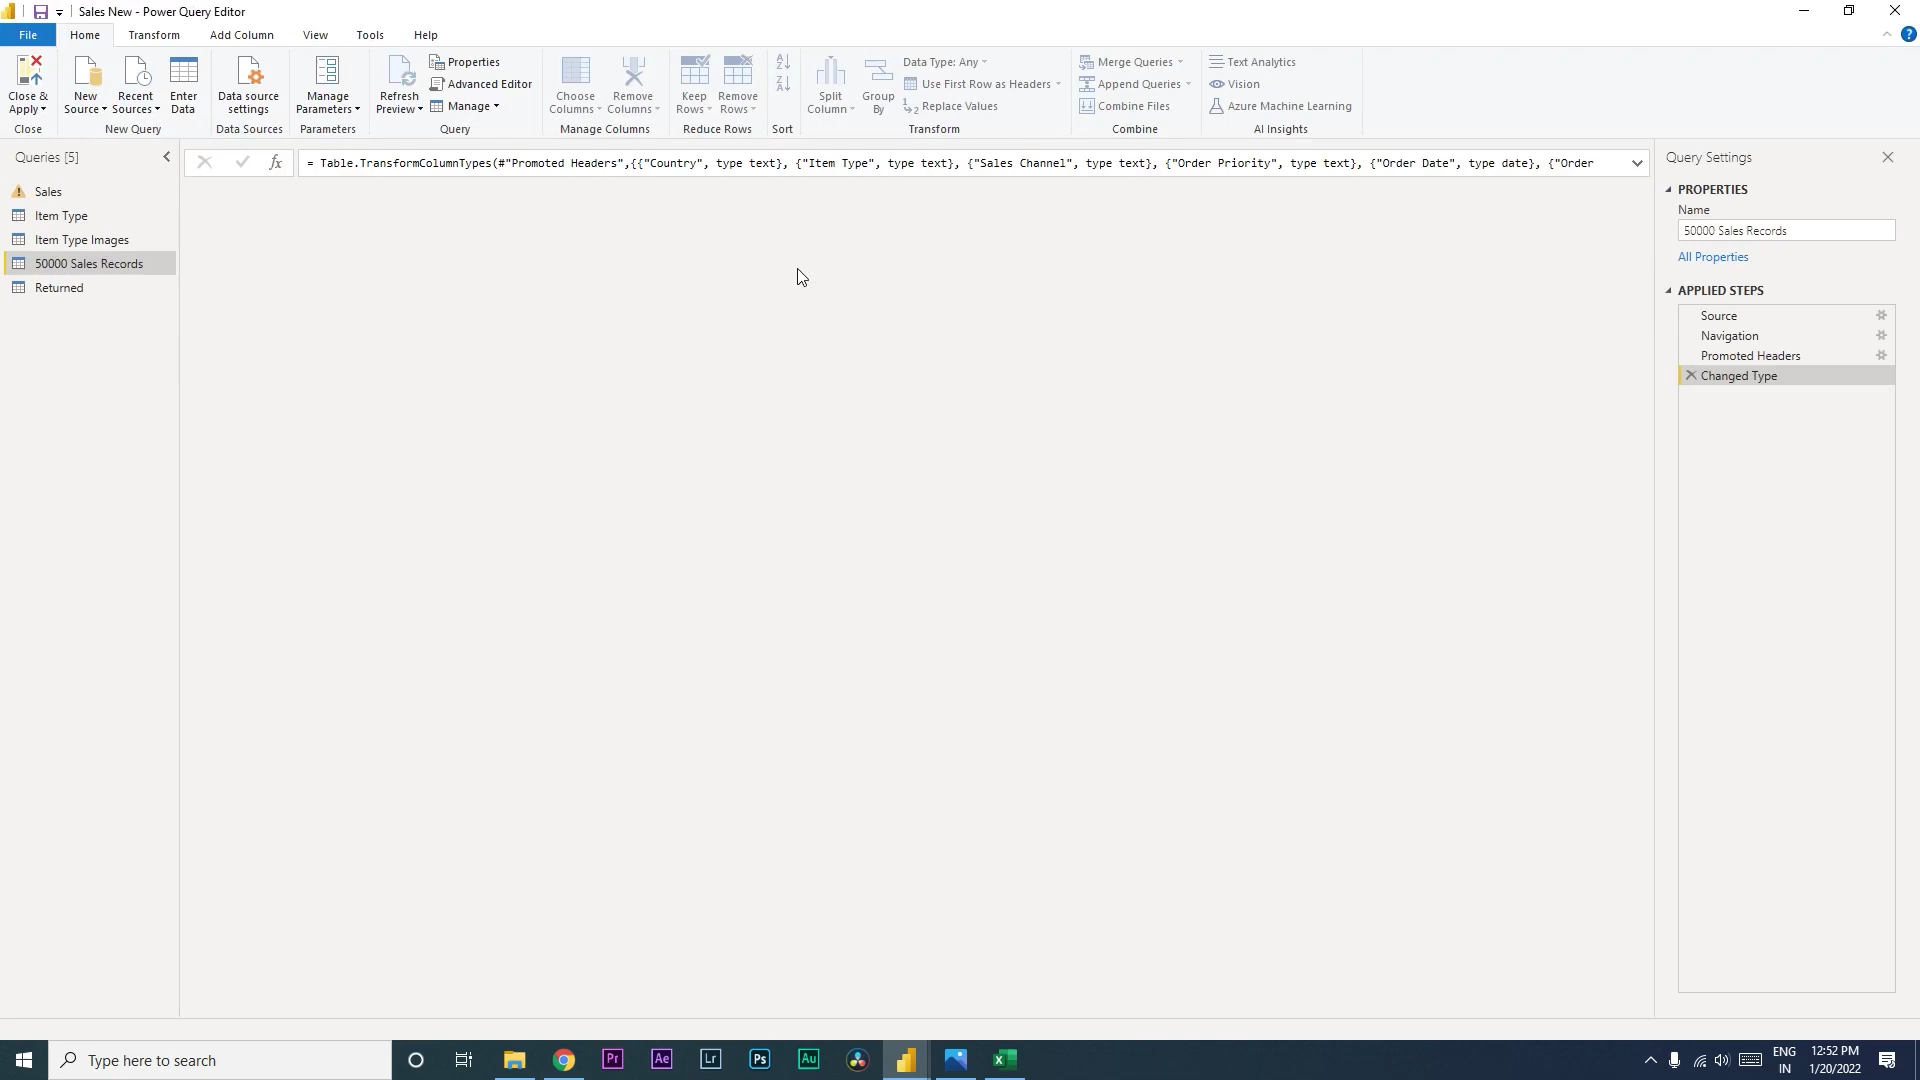 Sales New - Power Query Editor
File Home Transform Add Column View Tools Help
Close & Apply
Close
New Source
Recent Sources
Enter Data
New Query
Data source settings
Data Sources
Manage Parameters
Parameters
Refresh Preview
Properties
Advanced Editor
Manage
Query
Choose Columns
Remove Columns
Manage Columns
Keep Rows
Remove Rows
Reduce Rows
Sort
Split Column
Group By
Data Type: Any
Use First Row as Headers
Replace Values
Transform
Merge Queries
Append Queries
Combine Files
Combine
Text Analytics
Vision
Azure Machine Learning
AI Insights
Queries [5]
Sales
Item Type
Item Type Images
50000 Sales Records
Returned
fx
= Table.TransformColumnTypes(#"Promoted Headers",{{"Country", type text}, {"Item Type", type text}, {"Sales Channel", type text}, {"Order Priority", type text}, {"Order Date", type date}, {"Order
Query Settings
PROPERTIES
Name
50000 Sales Records
All Properties
APPLIED STEPS
Source
Navigation
Promoted Headers
Changed Type
Type here to search
Pr Ae Lr Ps Au
ENG
IN
12:52 PM
1/20/2022